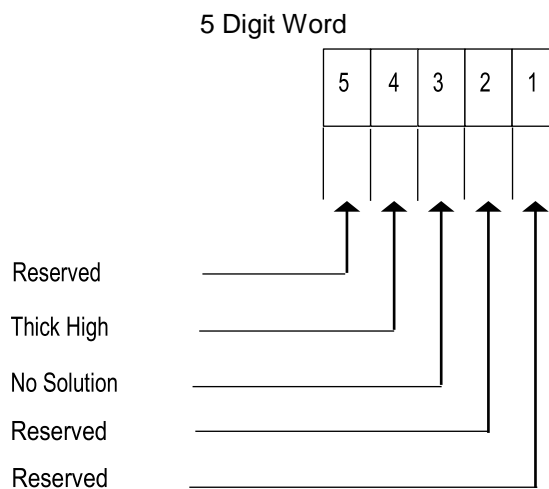 5 Digit Word
5 4 3 2 1
Reserved
Thick High
No Solution
Reserved
Reserved